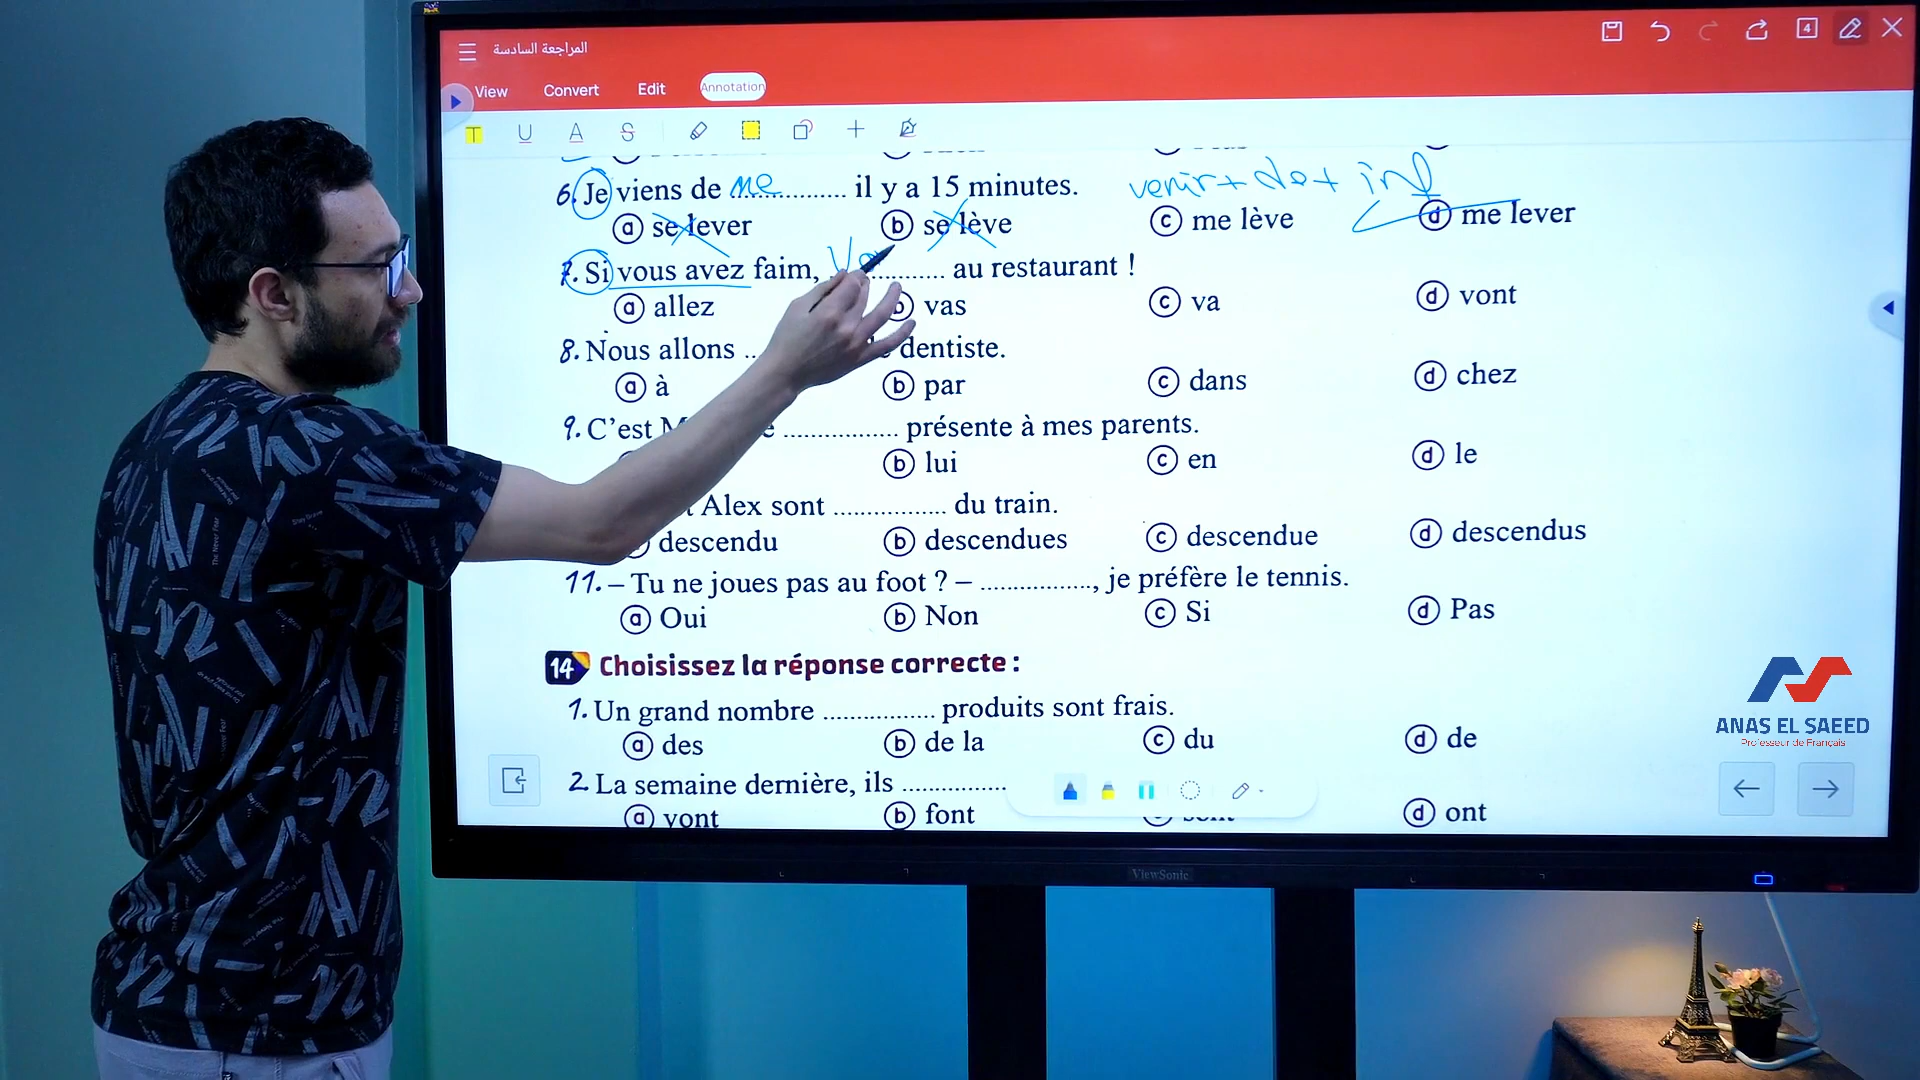 المراجعة السادسة
View Convert Edit Annotation
4
T U A S
6. Je viens de me ........... il y a 15 minutes. venir + de + inf
a se lever b se lève c me lève d me lever
7. Si vous avez faim, ........... au restaurant !
a allez b vas c va d vont
8. Nous allons ... dentiste.
a à b par c dans d chez
9. C'est ................ présente à mes parents.
b lui c en d le
Alex sont ................ du train.
descendu b descendues c descendue d descendus
11. – Tu ne joues pas au foot ? – ................, je préfère le tennis.
a Oui b Non c Si d Pas
14 Choisissez la réponse correcte :
1. Un grand nombre ................ produits sont frais.
a des b de la c du d de
2. La semaine dernière, ils ...............
a vont b font d ont
ANAS EL SAEED
Professeur de Français
ViewSonic